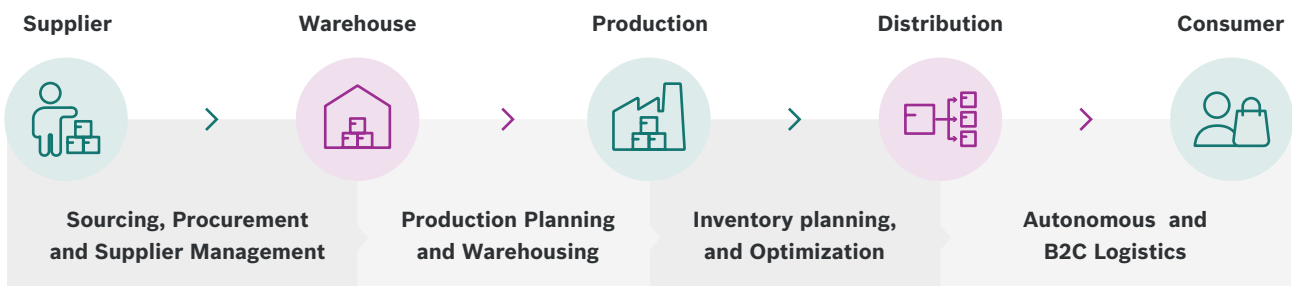 Supplier
Warehouse
Production
Distribution
Consumer
Sourcing, Procurement
and Supplier Management
Production Planning
and Warehousing
Inventory planning,
and Optimization
Autonomous and
B2C Logistics